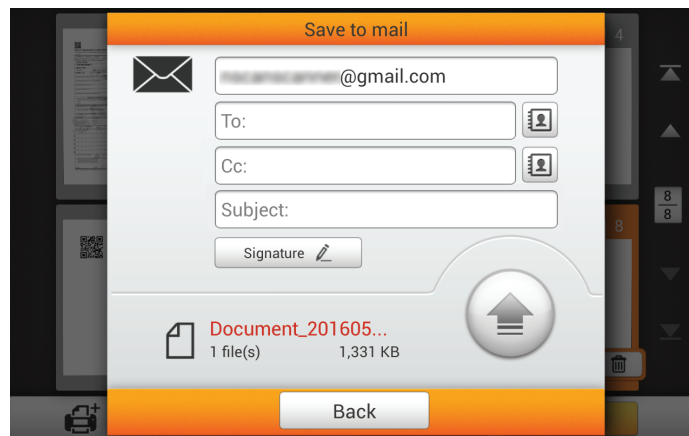 Save to mail
4
@gmail.com
To:
Cc:
8
8
Subject:
8
Signature
Document_201605...
1 file(s) 1,331 KB
Back